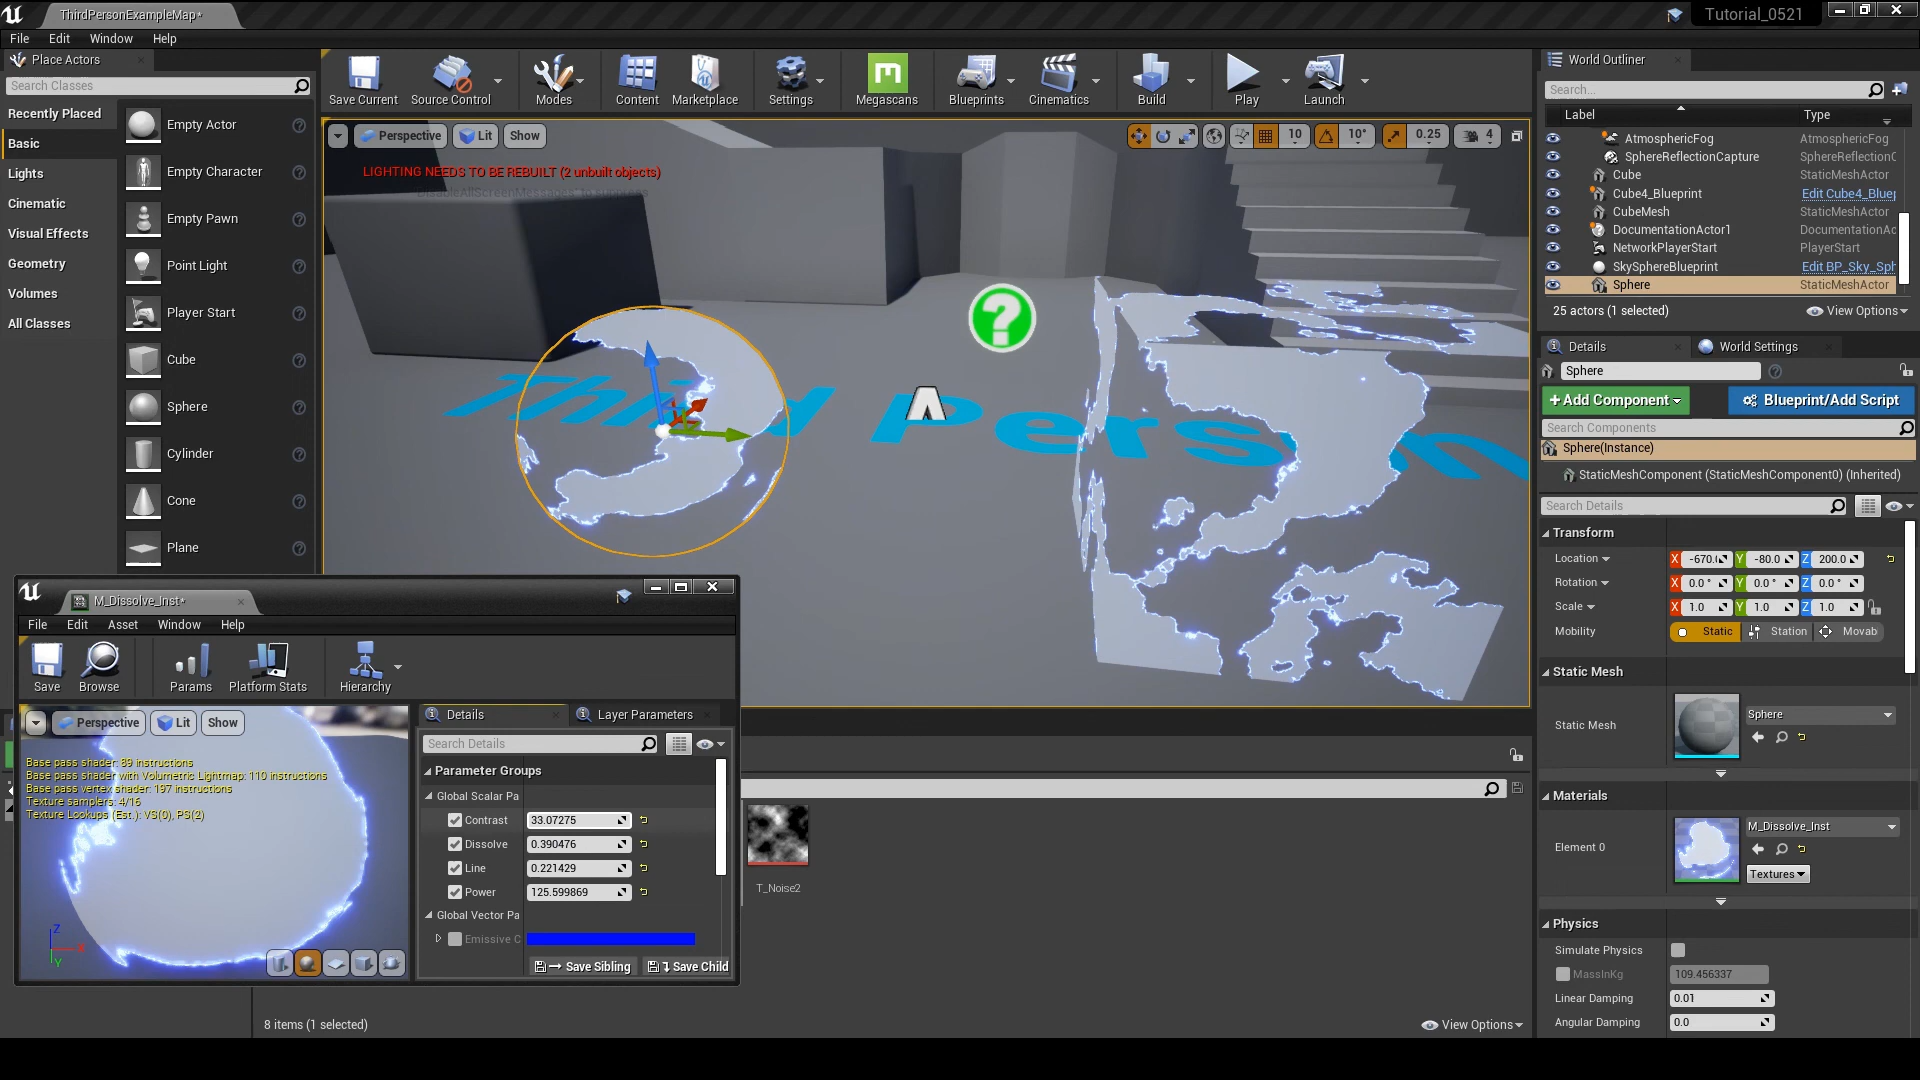 ThirdPersonExampleMap*
Tutorial_0521
File Edit Window Help
Place Actors
Search Classes
Recently Placed
Basic
Lights
Cinematic
Visual Effects
Geometry
Volumes
All Classes
Empty Actor
Empty Character
Empty Pawn
Point Light
Player Start
Cube
Sphere
Cylinder
Cone
Plane
Save Current
Source Control
Modes
Content
Marketplace
Settings
Megascans
Blueprints
Cinematics
Build
Play
Launch
Perspective Lit Show
10 10° 0.25 4
LIGHTING NEEDS TO BE REBUILT (2 unbuilt objects)
Third Person
World Outliner
Search...
Label Type
AtmosphericFog AtmosphericFog
SphereReflectionCapture SphereReflectionC
Cube StaticMeshActor
Cube4_Blueprint Edit Cube4_Bluep
CubeMesh StaticMeshActor
DocumentationActor1 DocumentationAc
NetworkPlayerStart PlayerStart
SkySphereBlueprint Edit BP_Sky_Sph
Sphere StaticMeshActor
25 actors (1 selected) View Options
Details World Settings
Sphere
+Add Component Blueprint/Add Script
Search Components
Sphere(Instance)
StaticMeshComponent (StaticMeshComponent0) (Inherited)
Search Details
Transform
Location X -670.( Y -80.0 Z 200.0
Rotation X 0.0 ° Y 0.0 ° Z 0.0 °
Scale X 1.0 Y 1.0 Z 1.0
Mobility Static Station Movab
Static Mesh
Static Mesh Sphere
Materials
Element 0 M_Dissolve_Inst
Textures
Physics
Simulate Physics
MassInKg 109.456337
Linear Damping 0.01
Angular Damping 0.0
M_Dissolve_Inst*
File Edit Asset Window Help
Save
Browse
Params
Platform Stats
Hierarchy
Perspective Lit Show
Base pass shader: 89 instructions
Base pass shader with Volumetric Lightmap: 110 instructions
Base pass vertex shader: 197 instructions
Texture samplers: 4/16
Texture Lookups (Est.): VS(0), PS(2)
Z
X
Y
Details Layer Parameters
Search Details
Parameter Groups
Global Scalar Pa
Contrast 33.07275
Dissolve 0.390476
Line 0.221429
Power 125.599869
Global Vector Pa
Emissive C
Save Sibling Save Child
T_Noise2
8 items (1 selected) View Options